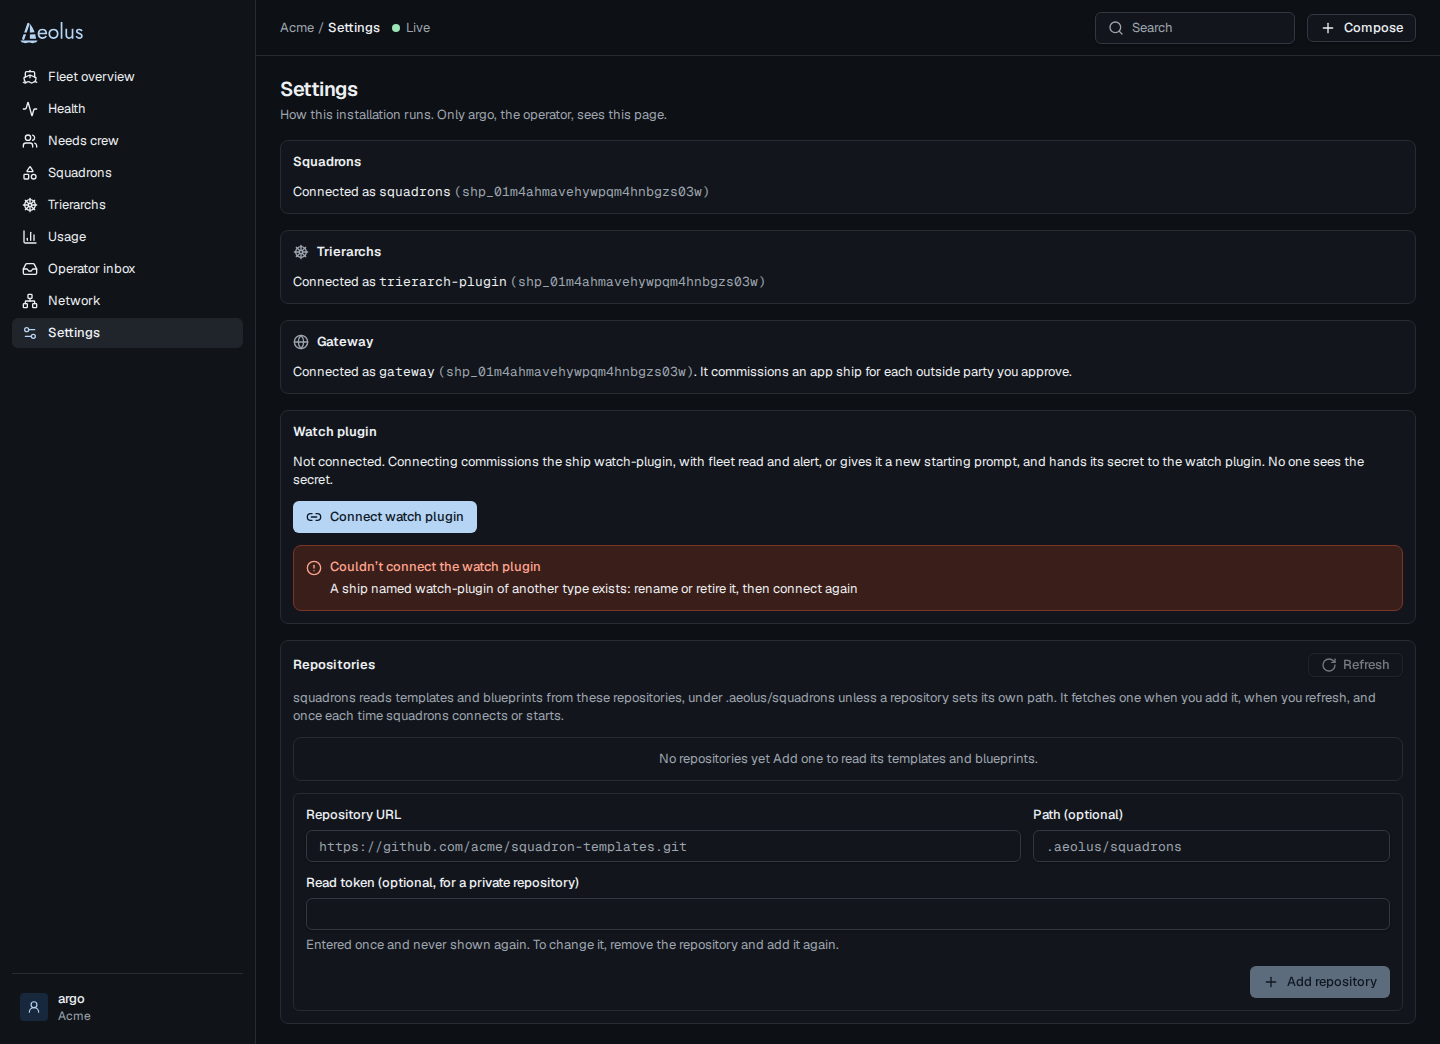 Aeolus
Fleet overview
Health
Needs crew
Squadrons
Trierarchs
Usage
Operator inbox
Network
Settings
argo
Acme
Acme / Settings Live
Search
Compose
Settings
How this installation runs. Only argo, the operator, sees this page.
Squadrons
Connected as squadrons (shp_01m4ahmavehywpqm4hnbgzs03w)
Trierarchs
Connected as trierarch-plugin (shp_01m4ahmavehywpqm4hnbgzs03w)
Gateway
Connected as gateway (shp_01m4ahmavehywpqm4hnbgzs03w). It commissions an app ship for each outside party you approve.
Watch plugin
Not connected. Connecting commissions the ship watch-plugin, with fleet read and alert, or gives it a new starting prompt, and hands its secret to the watch plugin. No one sees the
secret.
Connect watch plugin
Couldn’t connect the watch plugin
A ship named watch-plugin of another type exists: rename or retire it, then connect again
Repositories
Refresh
squadrons reads templates and blueprints from these repositories, under .aeolus/squadrons unless a repository sets its own path. It fetches one when you add it, when you refresh, and
once each time squadrons connects or starts.
No repositories yet Add one to read its templates and blueprints.
Repository URL
Path (optional)
https://github.com/acme/squadron-templates.git
.aeolus/squadrons
Read token (optional, for a private repository)
Entered once and never shown again. To change it, remove the repository and add it again.
Add repository